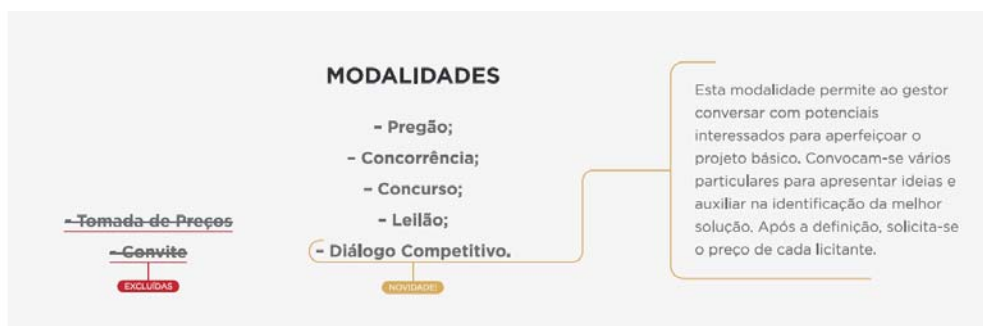 MODALIDADES
– Pregão;
– Concorrência;
– Concurso;
– Leilão;
– Diálogo Competitivo.
NOVIDADE!
– Tomada de Preços
– Convite
EXCLUÍDAS
Esta modalidade permite ao gestor
conversar com potenciais
interessados para aperfeiçoar o
projeto básico. Convocam-se vários
particulares para apresentar ideias e
auxiliar na identificação da melhor
solução. Após a definição, solicita-se
o preço de cada licitante.